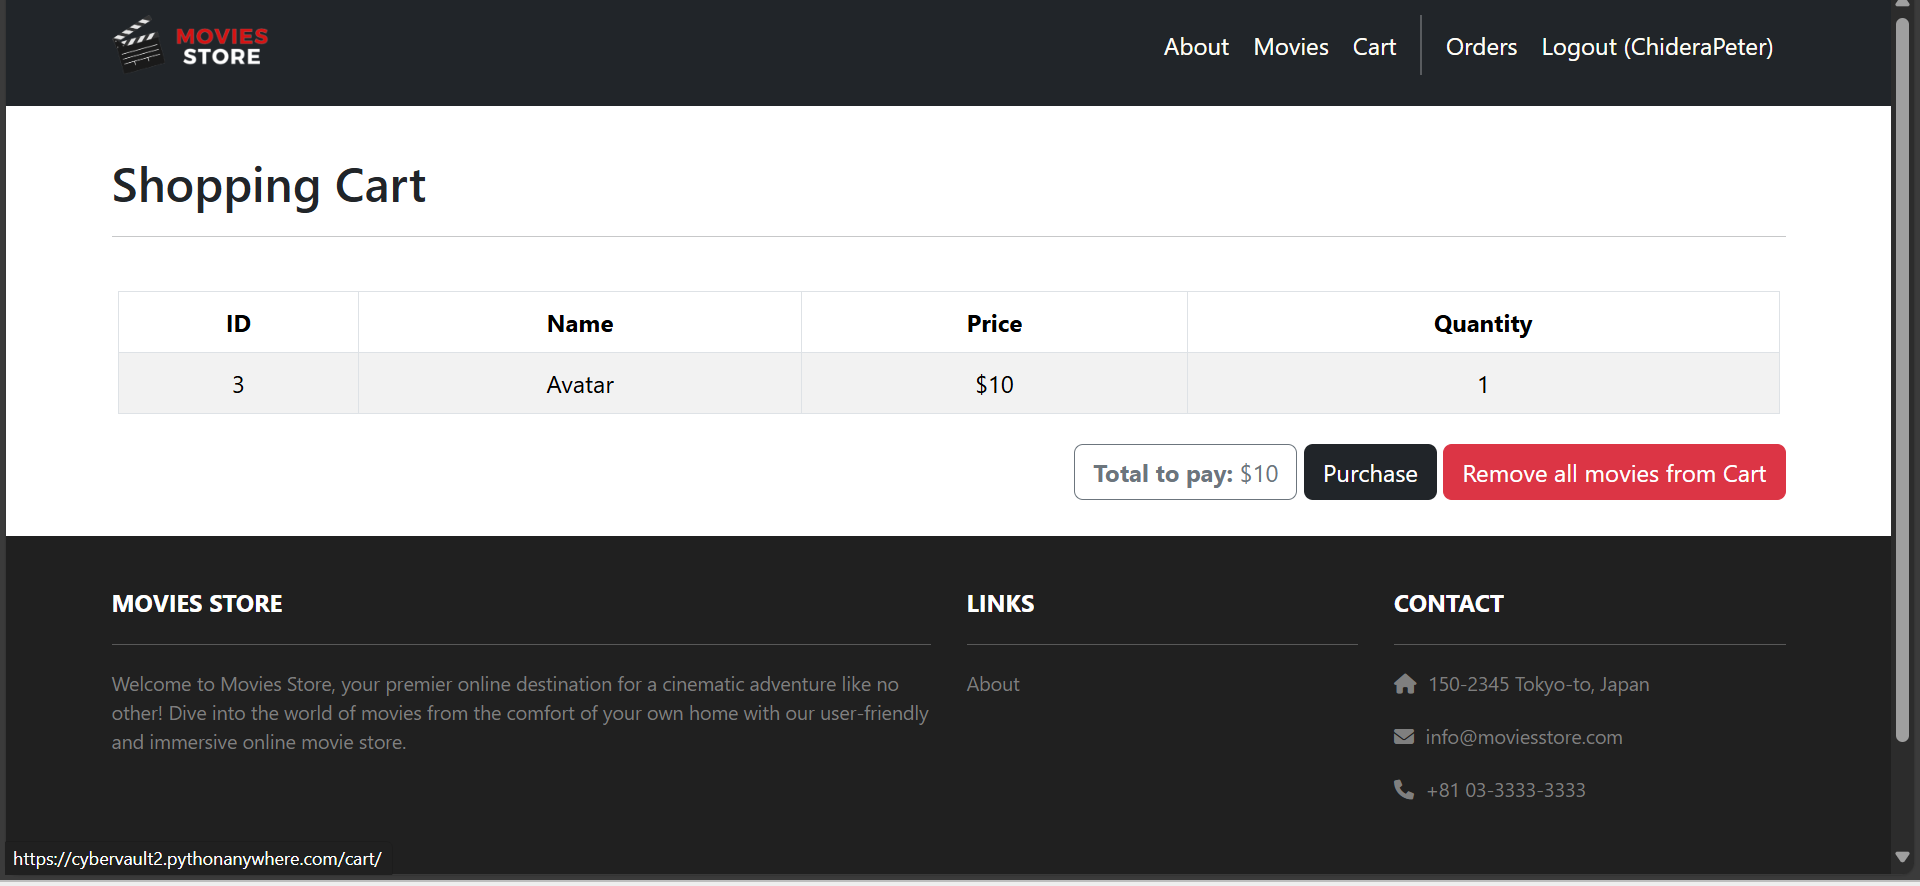 MOVIES
STORE
About Movies Cart Orders Logout (ChideraPeter)
Shopping Cart
ID Name Price Quantity
3 Avatar $10 1
Total to pay: $10 Purchase Remove all movies from Cart
MOVIES STORE
Welcome to Movies Store, your premier online destination for a cinematic adventure like no
other! Dive into the world of movies from the comfort of your own home with our user-friendly
and immersive online movie store.
LINKS
About
CONTACT
150-2345 Tokyo-to, Japan
info@moviesstore.com
+81 03-3333-3333
https://cybervault2.pythonanywhere.com/cart/